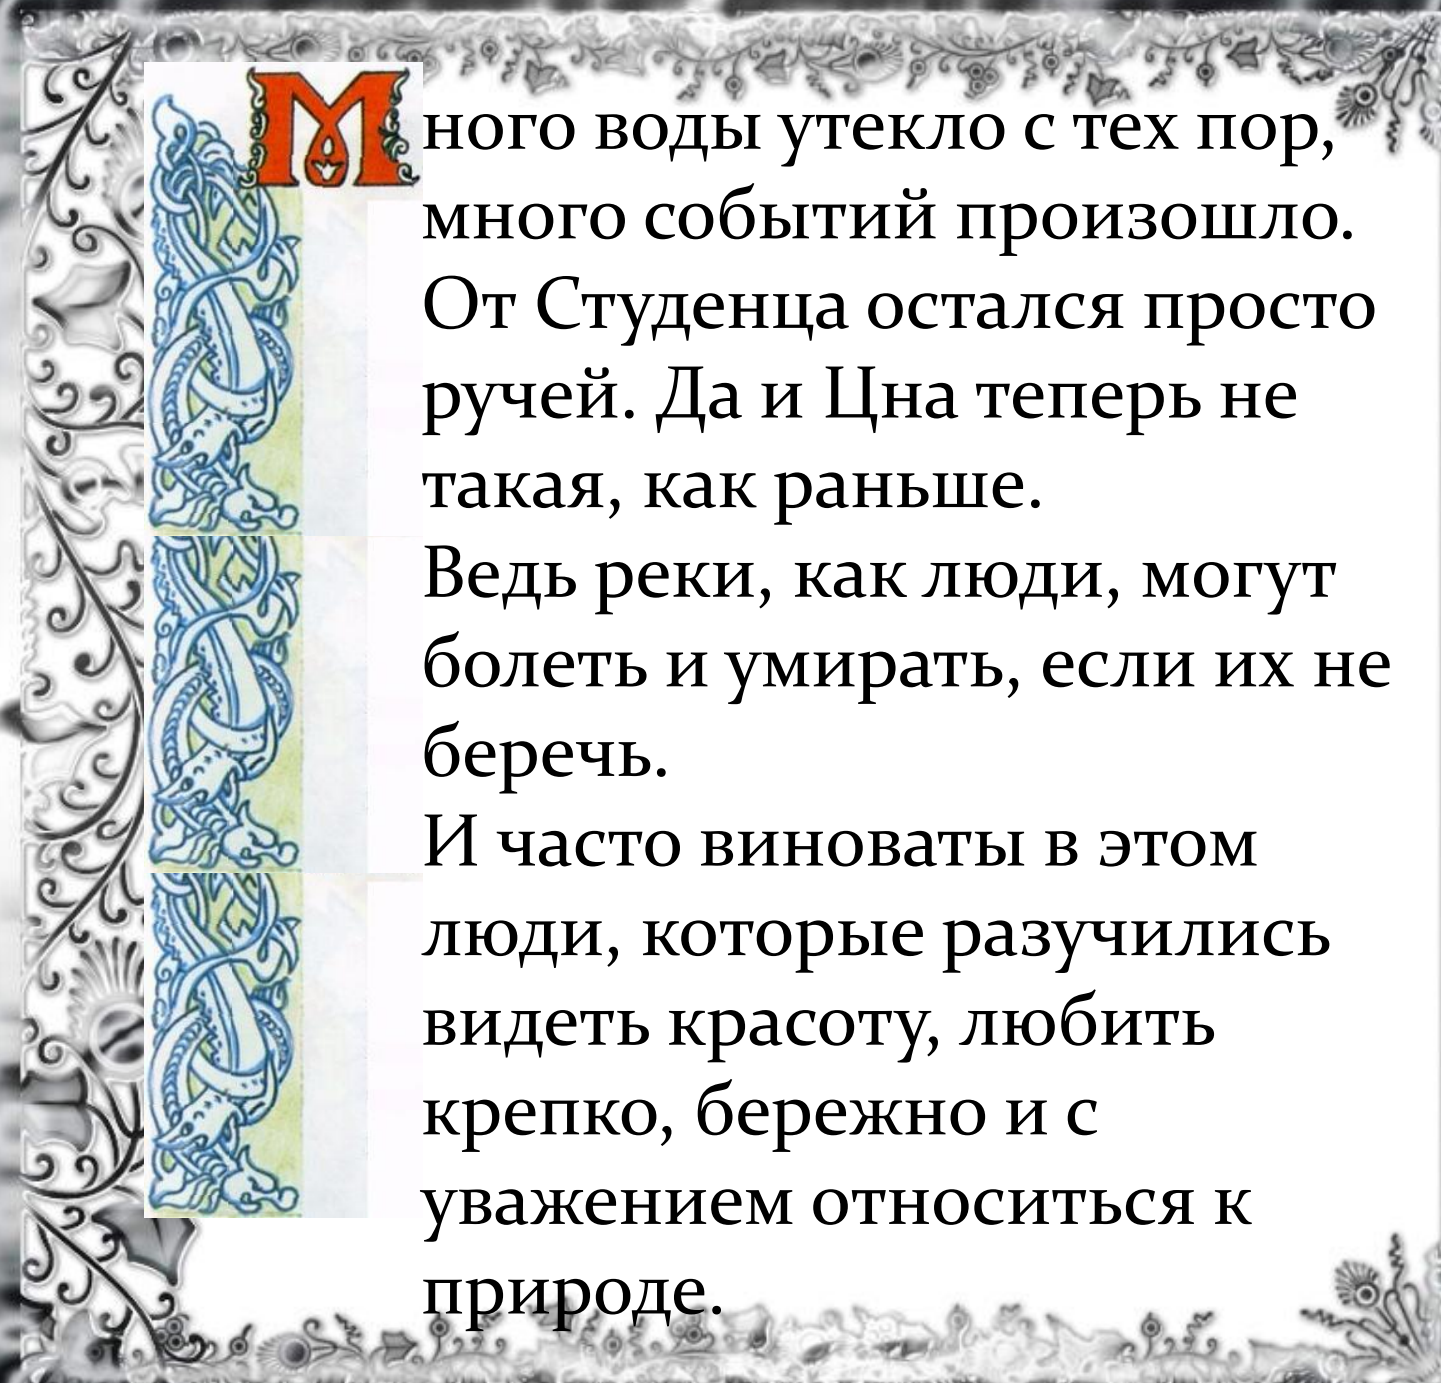 Много воды утекло с тех пор,
много событий произошло.
От Студенца остался просто
ручей. Да и Цна теперь не
такая, как раньше.
Ведь реки, как люди, могут
болеть и умирать, если их не
беречь.
И часто виноваты в этом
люди, которые разучились
видеть красоту, любить
крепко, бережно и с
уважением относиться к
природе.